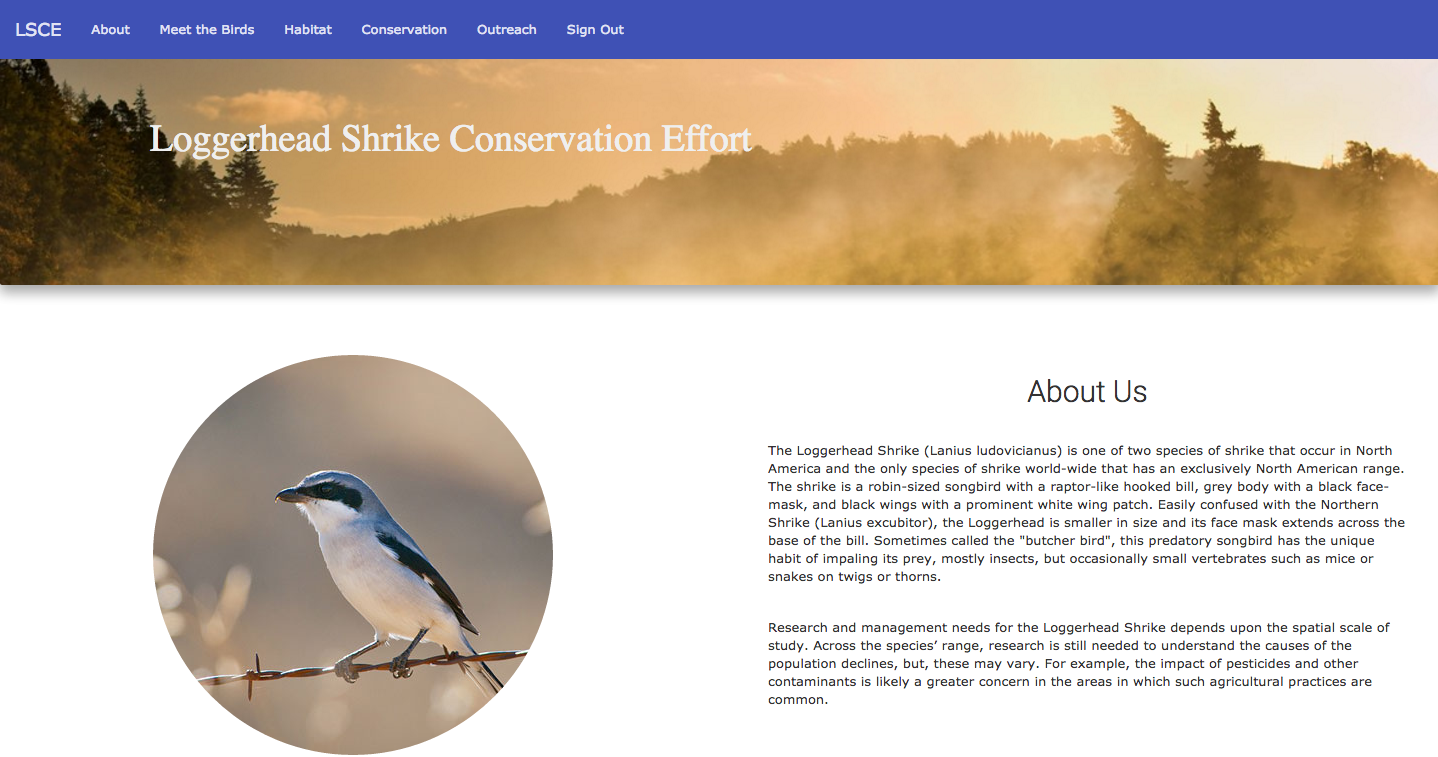 LSCE About Meet the Birds Habitat Conservation Outreach Sign Out
Loggerhead Shrike Conservation Effort
About Us
The Loggerhead Shrike (Lanius ludovicianus) is one of two species of shrike that occur in North
America and the only species of shrike world-wide that has an exclusively North American range.
The shrike is a robin-sized songbird with a raptor-like hooked bill, grey body with a black face-
mask, and black wings with a prominent white wing patch. Easily confused with the Northern
Shrike (Lanius excubitor), the Loggerhead is smaller in size and its face mask extends across the
base of the bill. Sometimes called the "butcher bird", this predatory songbird has the unique
habit of impaling its prey, mostly insects, but occasionally small vertebrates such as mice or
snakes on twigs or thorns.
Research and management needs for the Loggerhead Shrike depends upon the spatial scale of
study. Across the species’ range, research is still needed to understand the causes of the
population declines, but, these may vary. For example, the impact of pesticides and other
contaminants is likely a greater concern in the areas in which such agricultural practices are
common.